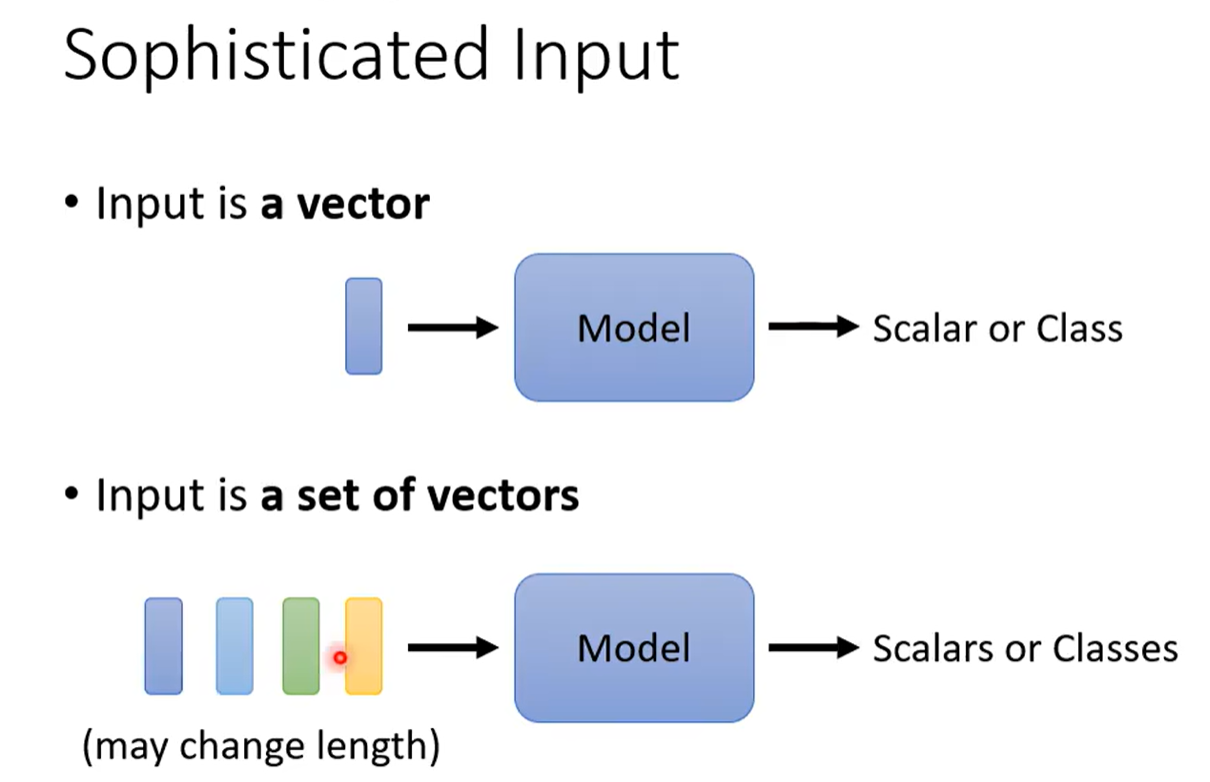 Sophisticated Input
• Input is a vector
Model
Scalar or Class
• Input is a set of vectors
Model
Scalars or Classes
(may change length)